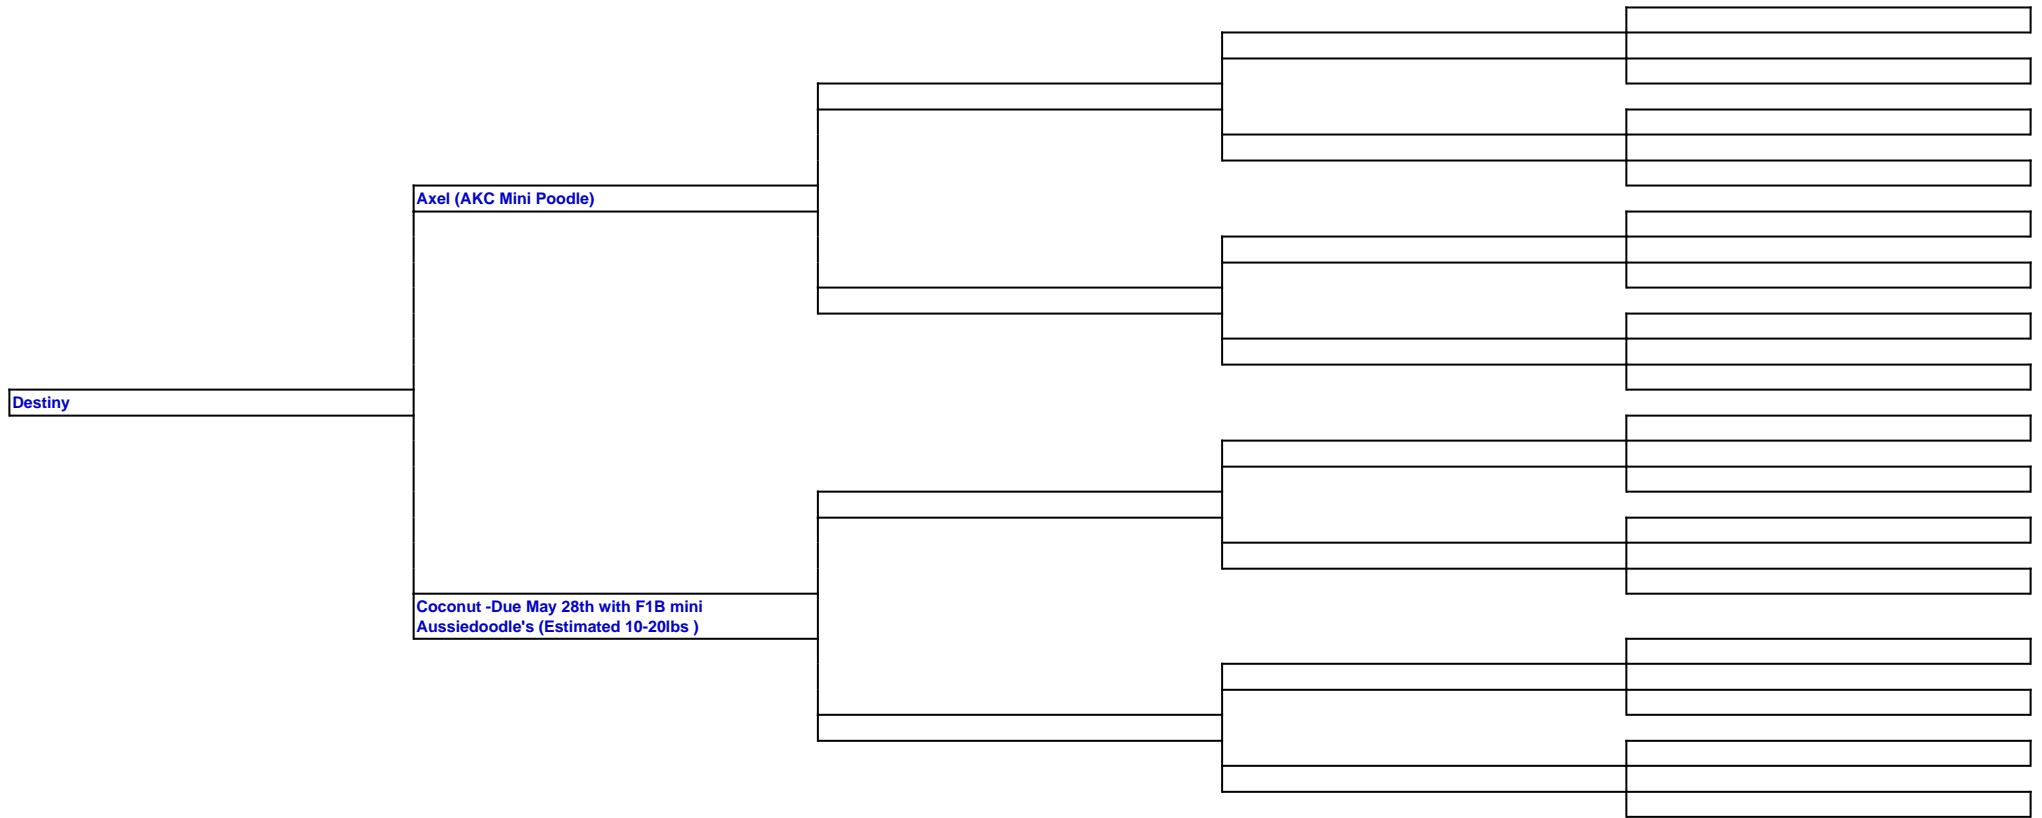 Axel (AKC Mini Poodle)
Destiny
Coconut -Due May 28th with F1B mini
Aussiedoodle's (Estimated 10-20lbs )